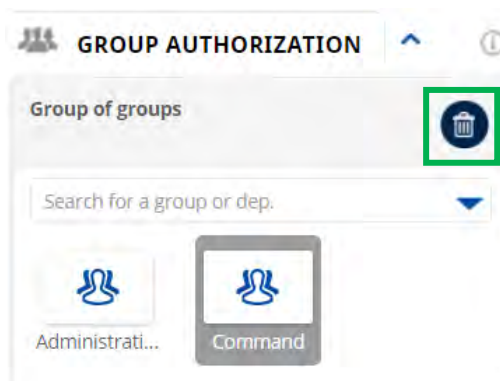 GROUP AUTHORIZATION
Group of groups
Search for a group or dep.
Administrati... Command